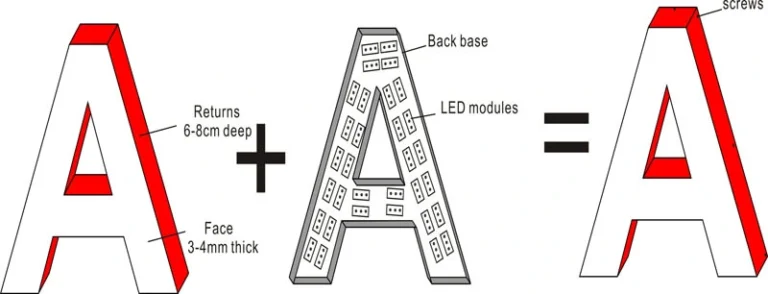 screws
Back base
Returns
6-8cm deep
LED modules
Face
3-4mm thick